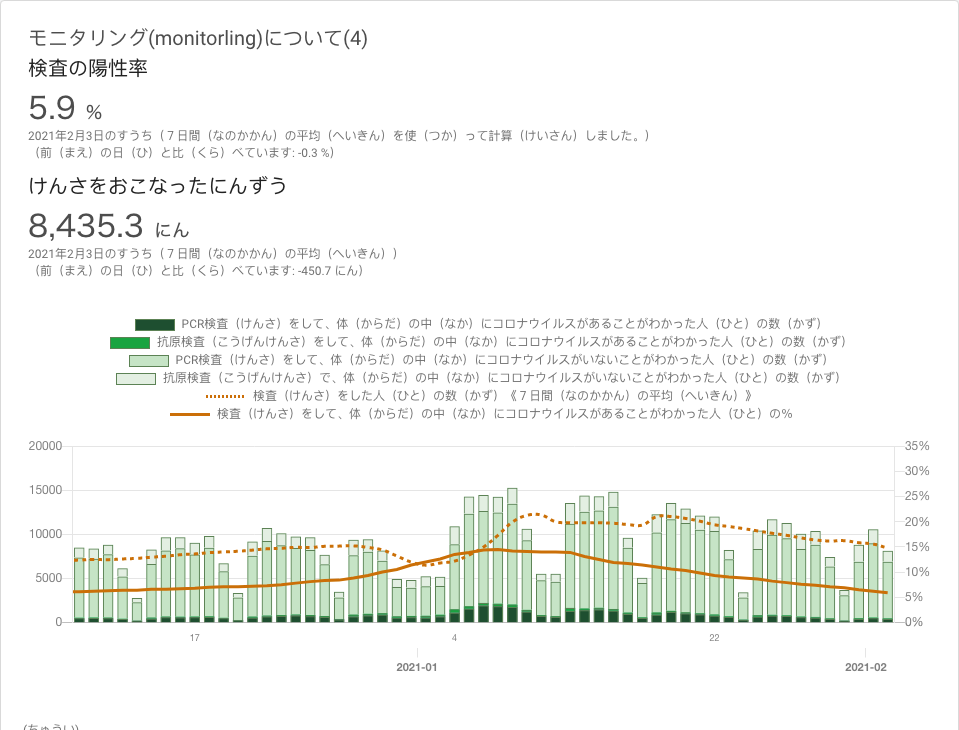 モニタリング(monitorling)について(4)
検査の陽性率
5.9 %
2021年2月3日のすうち（７日間（なのかかん）の平均（へいきん）を使（つか）って計算（けいさん）しました。）
（前（まえ）の日（ひ）と比（くら）べています: -0.3 %）
けんさをおこなったにんずう
8,435.3 にん
2021年2月3日のすうち（７日間（なのかかん）の平均（へいきん））
（前（まえ）の日（ひ）と比（くら）べています: -450.7 にん）
PCR検査（けんさ）をして、体（からだ）の中（なか）にコロナウイルスがあることがわかった人（ひと）の数（かず）
抗原検査（こうげんけんさ）をして、体（からだ）の中（なか）にコロナウイルスがあることがわかった人（ひと）の数（かず）
PCR検査（けんさ）をして、体（からだ）の中（なか）にコロナウイルスがいないことがわかった人（ひと）の数（かず）
抗原検査（こうげんけんさ）で、体（からだ）の中（なか）にコロナウイルスがいないことがわかった人（ひと）の数（かず）
検査（けんさ）をした人（ひと）の数（かず）《７日間（なのかかん）の平均（へいきん）》
検査（けんさ）をして、体（からだ）の中（なか）にコロナウイルスがあることがわかった人（ひと）の％
20000 35%
30%
15000 25%
20%
10000 15%
5000 10%
5%
0 0%
17 4 22
2021-01 2021-02
(ちゅうい)